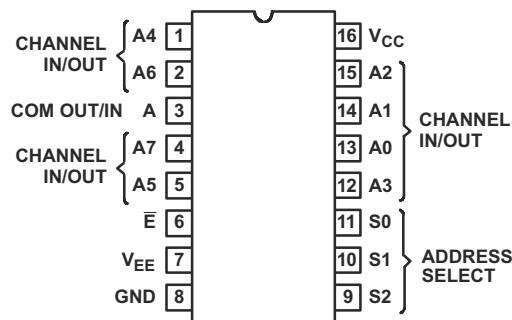 CHANNEL
IN/OUT
A4 1
A6 2
COM OUT/IN A 3
CHANNEL
IN/OUT
A7 4
A5 5
E̅ 6
VEE 7
GND 8
16 VCC
15 A2
14 A1
13 A0
12 A3
CHANNEL
IN/OUT
11 S0
10 S1
9 S2
ADDRESS
SELECT